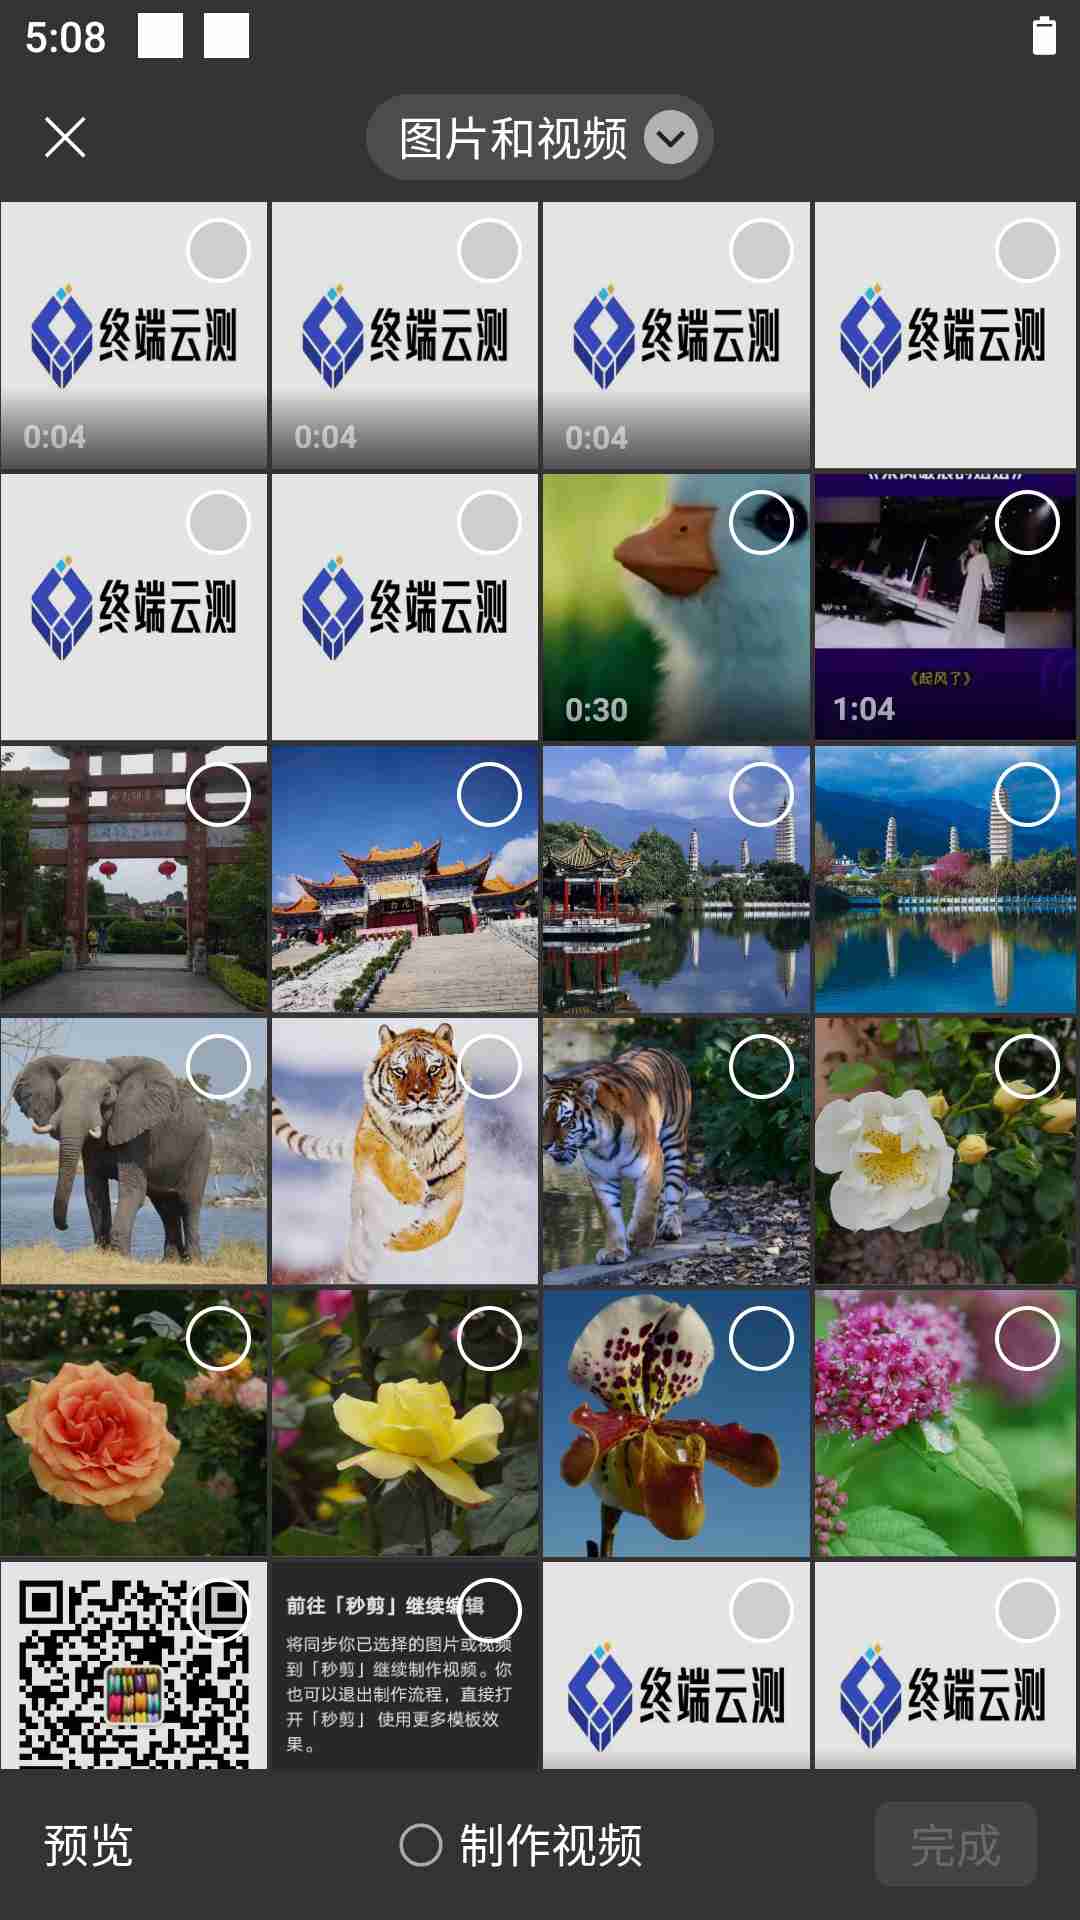 5:08
图片和视频
终端云测
0:04
终端云测
0:04
终端云测
0:04
终端云测
终端云测
终端云测
0:30
《起风了》
1:04
前往「秒剪」继续编辑
将同步你已选择的图片或视频
到「秒剪」继续制作视频。你
也可以退出制作流程，直接打
开「秒剪」 使用更多模板效
果。
终端云测
终端云测
预览
制作视频
完成